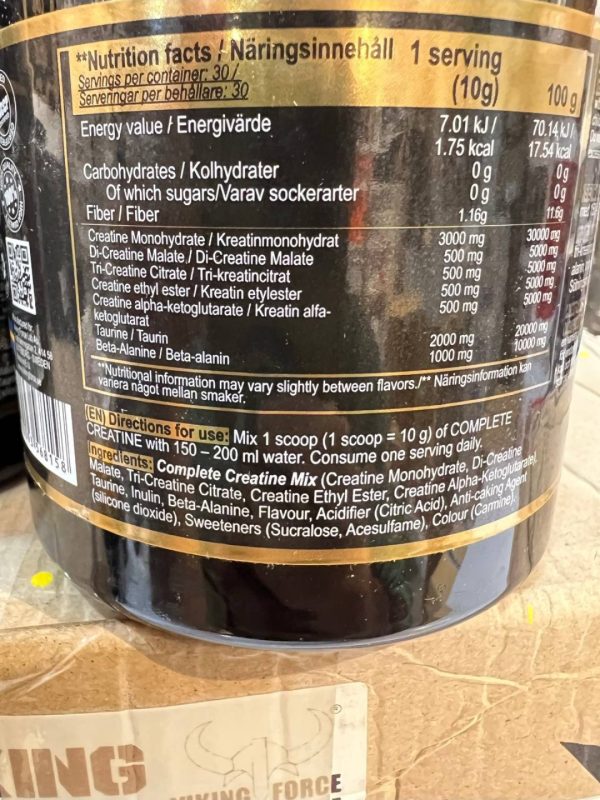 **Nutrition facts / Näringsinnehåll 1 serving
Servings per container: 30 / (10g) 100 g
Serveringar per behållare: 30
Energy value / Energivärde 7.01 kJ / 70.14 kJ /
1.75 kcal 17.54 kcal
Carbohydrates / Kolhydrater 0g 0g
Of which sugars/Varav sockerarter 0g 0g
Fiber / Fiber 1.16g 11.6g
Creatine Monohydrate / Kreatinmonohydrat 3000 mg 30000 mg
Di-Creatine Malate / Di-Creatine Malate 500 mg 5000 mg
Tri-Creatine Citrate / Tri-kreatincitrat 500 mg 5000 mg
Creatine ethyl ester / Kreatin etylester 500 mg 5000 mg
Creatine alpha-ketoglutarate / Kreatin alfa- 500 mg 5000 mg
ketoglutarat
Taurine / Taurin 2000 mg 20000 mg
Beta-Alanine / Beta-alanin 1000 mg 10000 mg
**Nutritional information may vary slightly between flavors./** Näringsinformation kan
variera något mellan smaker.
(EN) Directions for use: Mix 1 scoop (1 scoop = 10 g) of COMPLETE
CREATINE with 150 – 200 ml water. Consume one serving daily.
Ingredients: Complete Creatine Mix (Creatine Monohydrate, Di-Creatine
Malate, Tri-Creatine Citrate, Creatine Ethyl Ester, Creatine Alpha-Ketoglutarate),
Taurine, Inulin, Beta-Alanine, Flavour, Acidifier (Citric Acid), Anti-caking Agent
(silicone dioxide), Sweeteners (Sucralose, Acesulfame), Colour (Carmine).
KING
VIKING FORCE